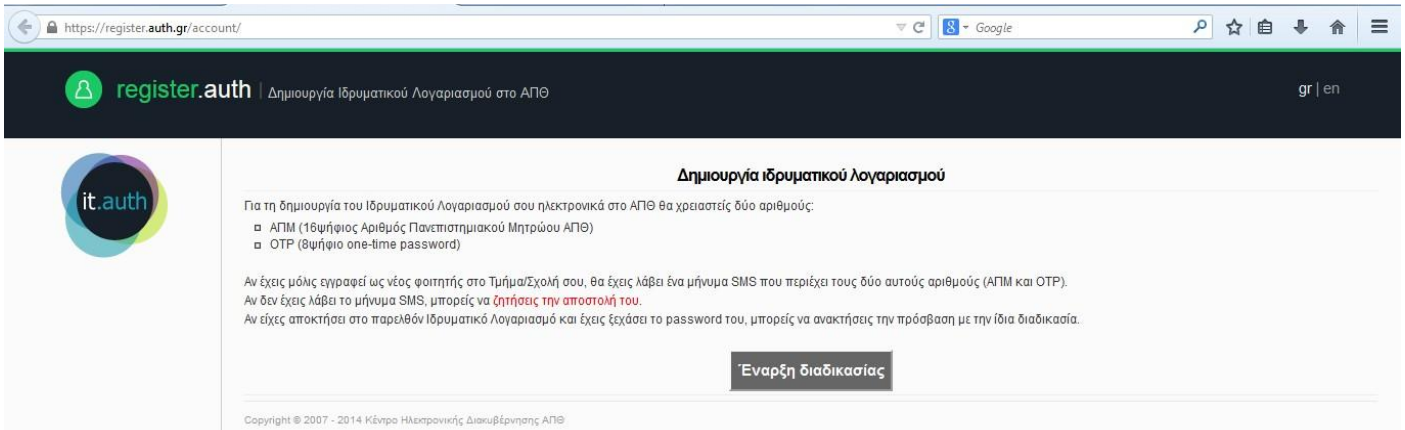 https://register.auth.gr/account/
8 Google
register.auth | Δημιουργία Ιδρυματικού Λογαριασμού στο ΑΠΘ
gr | en
it.auth
Δημιουργία ιδρυματικού λογαριασμού
Για τη δημιουργία του Ιδρυματικού Λογαριασμού σου ηλεκτρονικά στο ΑΠΘ θα χρειαστείς δύο αριθμούς:
ΑΠΜ (16ψήφιος Αριθμός Πανεπιστημιακού Μητρώου ΑΠΘ)
OTP (8ψήφιο one-time password)
Αν έχεις μόλις εγγραφεί ως νέος φοιτητής στο Τμήμα/Σχολή σου, θα έχεις λάβει ένα μήνυμα SMS που περιέχει τους δύο αυτούς αριθμούς (ΑΠΜ και OTP).
Αν δεν έχεις λάβει το μήνυμα SMS, μπορείς να ζητήσεις την αποστολή του.
Αν είχες αποκτήσει στο παρελθόν Ιδρυματικό Λογαριασμό και έχεις ξεχάσει το password του, μπορείς να ανακτήσεις την πρόσβαση με την ίδια διαδικασία.
Έναρξη διαδικασίας
Copyright © 2007 - 2014 Κέντρο Ηλεκτρονικής Διακυβέρνησης ΑΠΘ